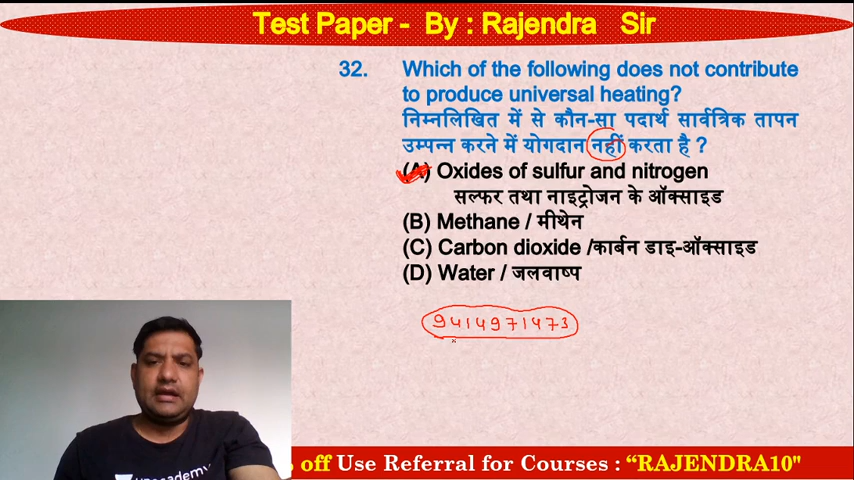 Test Paper - By : Rajendra Sir
32. Which of the following does not contribute
to produce universal heating?
निम्नलिखित में से कौन-सा पदार्थ सार्वत्रिक तापन
उम्पन्न करने में योगदान नहीं करता है ?
(A) Oxides of sulfur and nitrogen
सल्फर तथा नाइट्रोजन के ऑक्साइड
(B) Methane / मीथेन
(C) Carbon dioxide /कार्बन डाइ-ऑक्साइड
(D) Water / जलवाष्प
9414971473
off Use Referral for Courses : “RAJENDRA10"